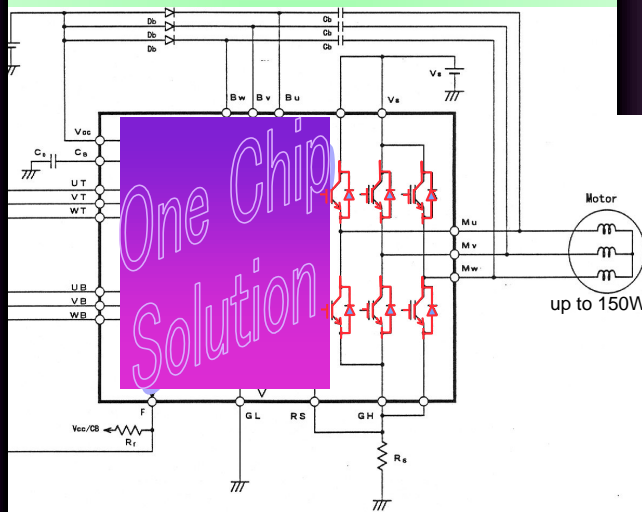 Db
Cb
Db
Cb
Db
Cb
Bw Bv Bu
Vs
Vs
Vcc
Co CB
UT
VT
WT
One Chip
Solution
Motor
Mu
Mv
Mw
up to 150W
UB
VB
WB
F
GL
RS
GH
Vcc/CB
Rf
Rs